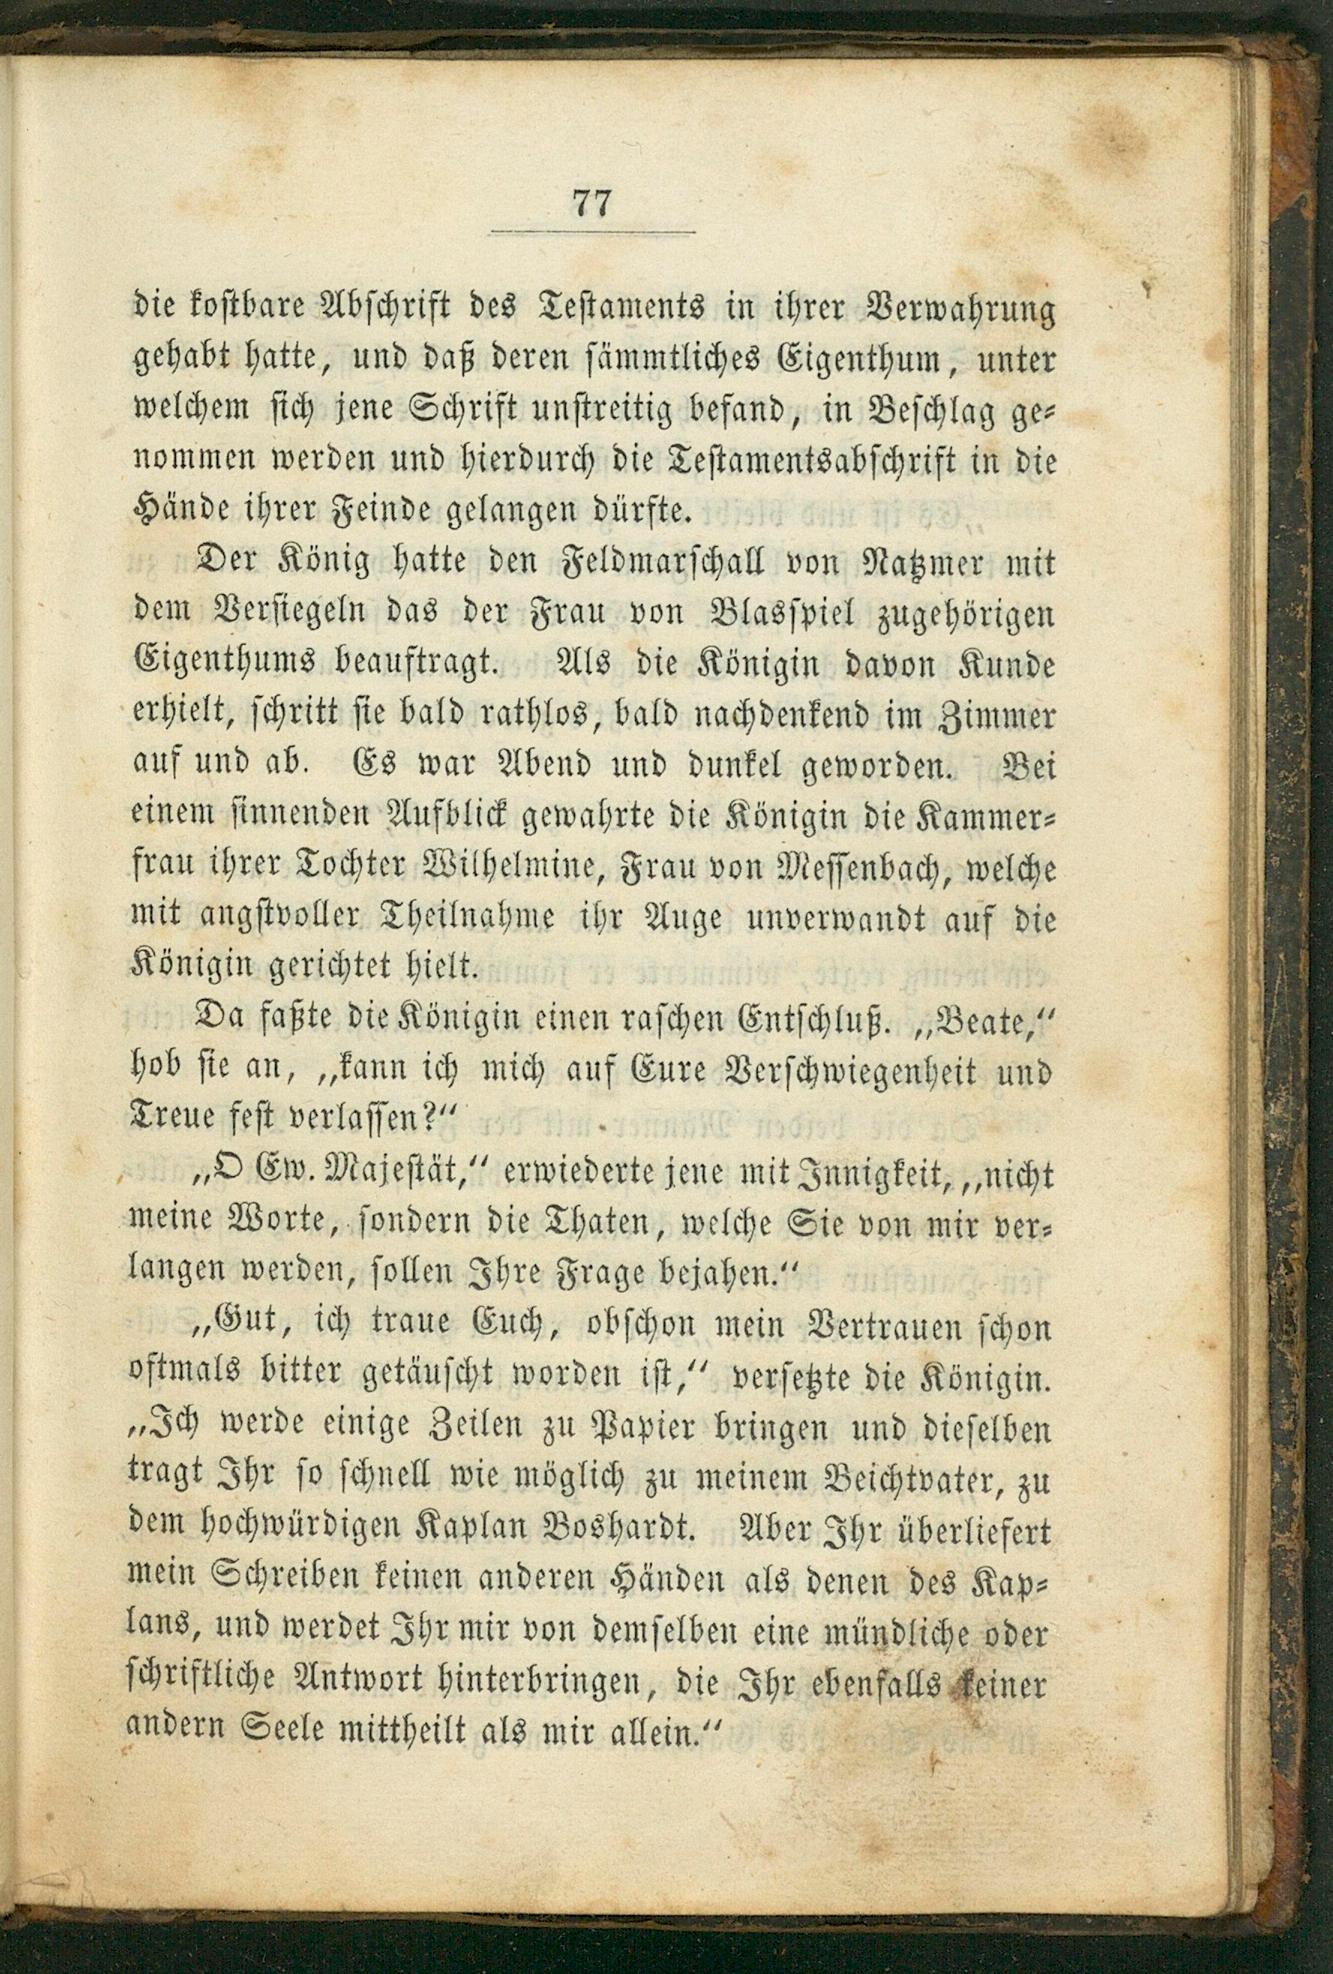 77
die kostbare Abschrift des Testaments in ihrer Verwahrung
gehabt hatte, und daß deren sämmtliches Eigenthum, unter
welchem sich jene Schrift unstreitig befand, in Beschlag ge-
nommen werden und hierdurch die Testamentsabschrift in die
Hände ihrer Feinde gelangen dürfte.
Der König hatte den Feldmarschall von Natzmer mit
dem Versiegeln das der Frau von Blasspiel zugehörigen
Eigenthums beauftragt. Als die Königin davon Kunde
erhielt, schritt sie bald rathlos, bald nachdenkend im Zimmer
auf und ab. Es war Abend und dunkel geworden. Bei
einem sinnenden Aufblick gewahrte die Königin die Kammer-
frau ihrer Tochter Wilhelmine, Frau von Messenbach, welche
mit angstvoller Theilnahme ihr Auge unverwandt auf die
Königin gerichtet hielt.
Da faßte die Königin einen raschen Entschluß. „Beate,“
hob sie an, „kann ich mich auf Eure Verschwiegenheit und
Treue fest verlassen?“
„O Ew. Majestät,“ erwiederte jene mit Innigkeit, „nicht
meine Worte, sondern die Thaten, welche Sie von mir ver-
langen werden, sollen Ihre Frage bejahen.“
„Gut, ich traue Euch, obschon mein Vertrauen schon
oftmals bitter getäuscht worden ist,“ versetzte die Königin.
„Ich werde einige Zeilen zu Papier bringen und dieselben
tragt Ihr so schnell wie möglich zu meinem Beichtvater, zu
dem hochwürdigen Kaplan Boshardt. Aber Ihr überliefert
mein Schreiben keinen anderen Händen als denen des Kap-
lans, und werdet Ihr mir von demselben eine mündliche oder
schriftliche Antwort hinterbringen, die Ihr ebenfalls keiner
andern Seele mittheilt als mir allein.“